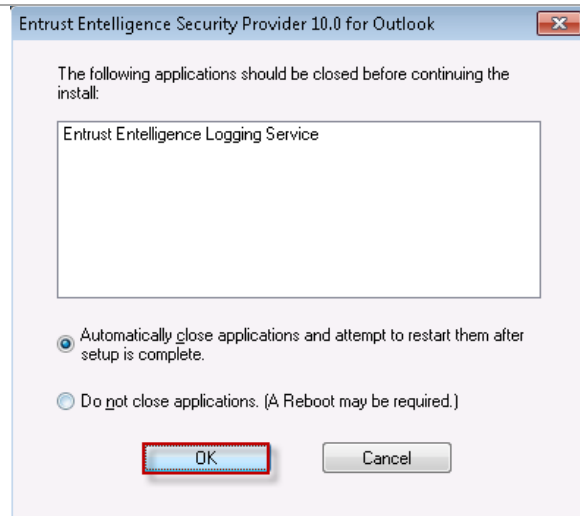 Entrust Entelligence Security Provider 10.0 for Outlook
The following applications should be closed before continuing the
install:
Entrust Entelligence Logging Service
Automatically close applications and attempt to restart them after
setup is complete.
Do not close applications. (A Reboot may be required.)
OK
Cancel